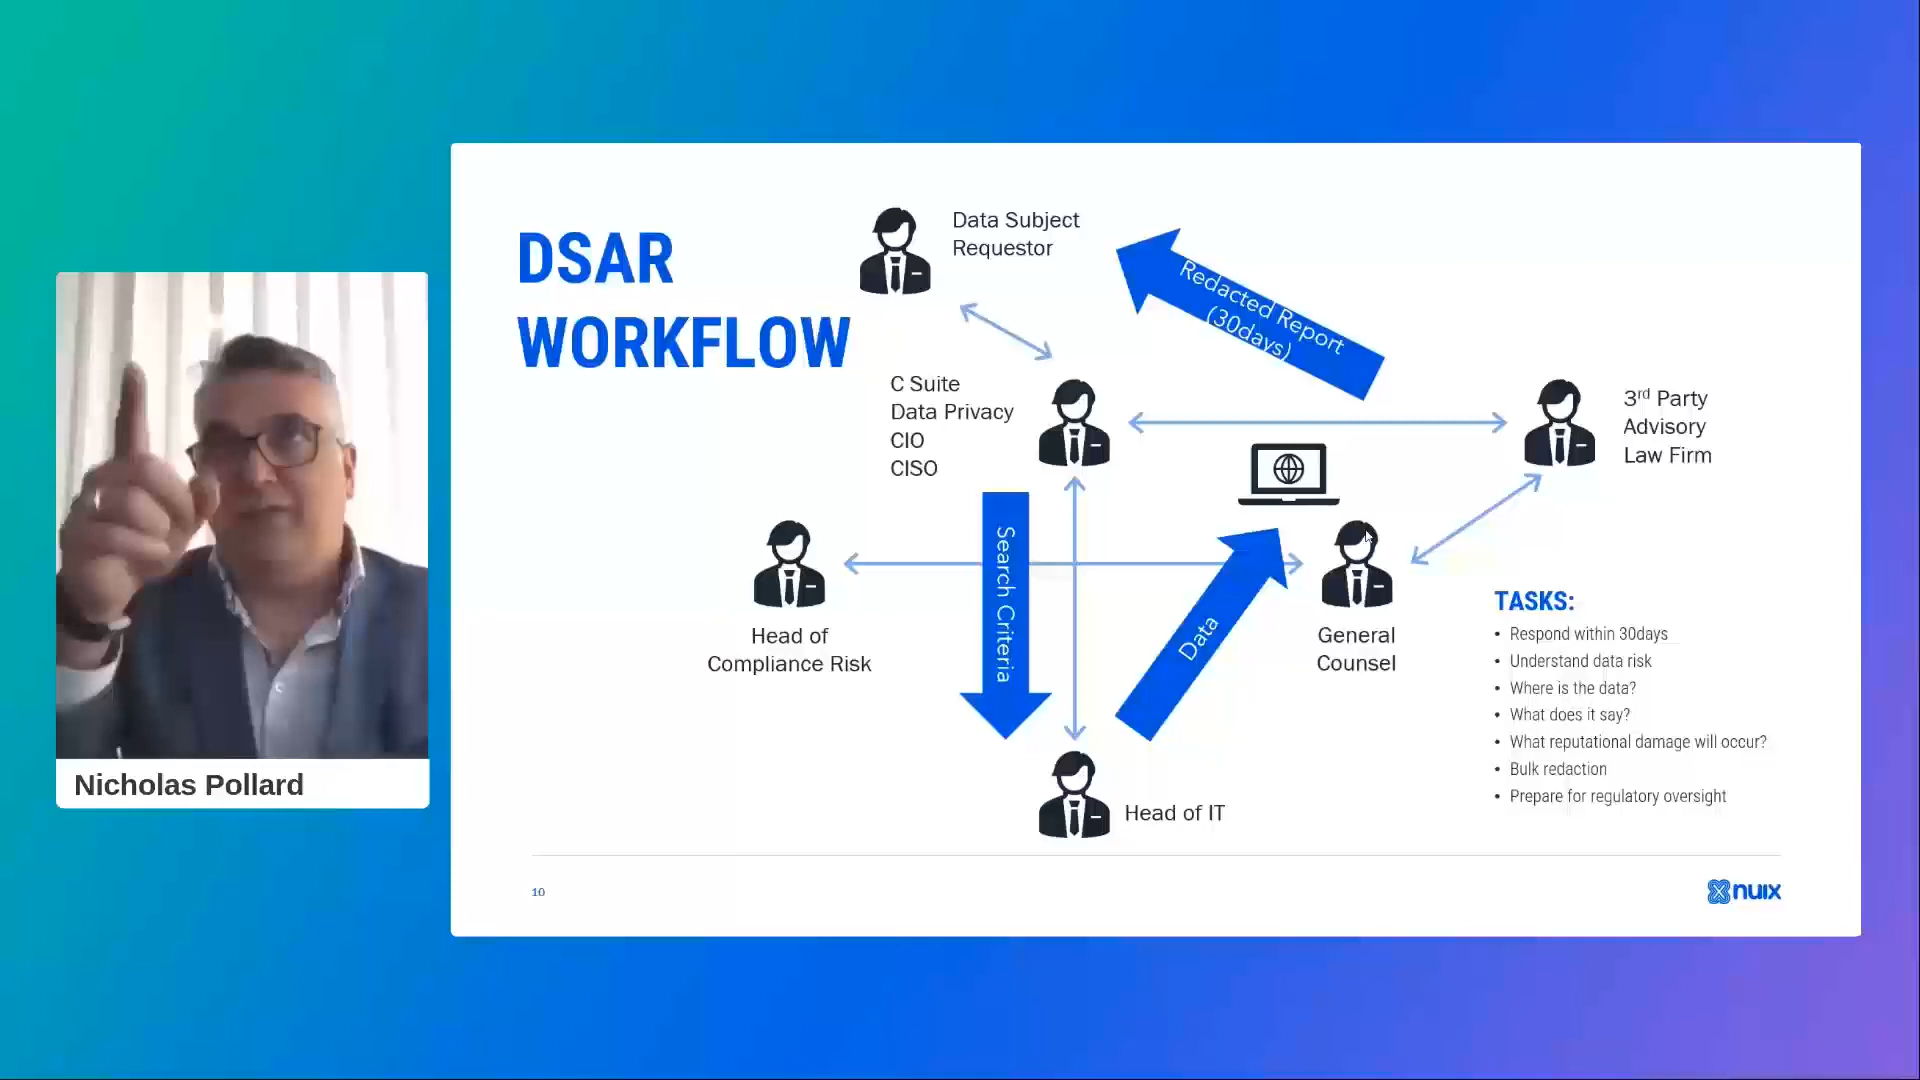 DSAR
WORKFLOW
Data Subject
Requestor
Redacted Report
(30days)
C Suite
Data Privacy
CIO
CISO
3rd Party
Advisory
Law Firm
Search Criteria
Data
Head of
Compliance Risk
General
Counsel
Head of IT
TASKS:
• Respond within 30days
• Understand data risk
• Where is the data?
• What does it say?
• What reputational damage will occur?
• Bulk redaction
• Prepare for regulatory oversight
Nicholas Pollard
10
nuix